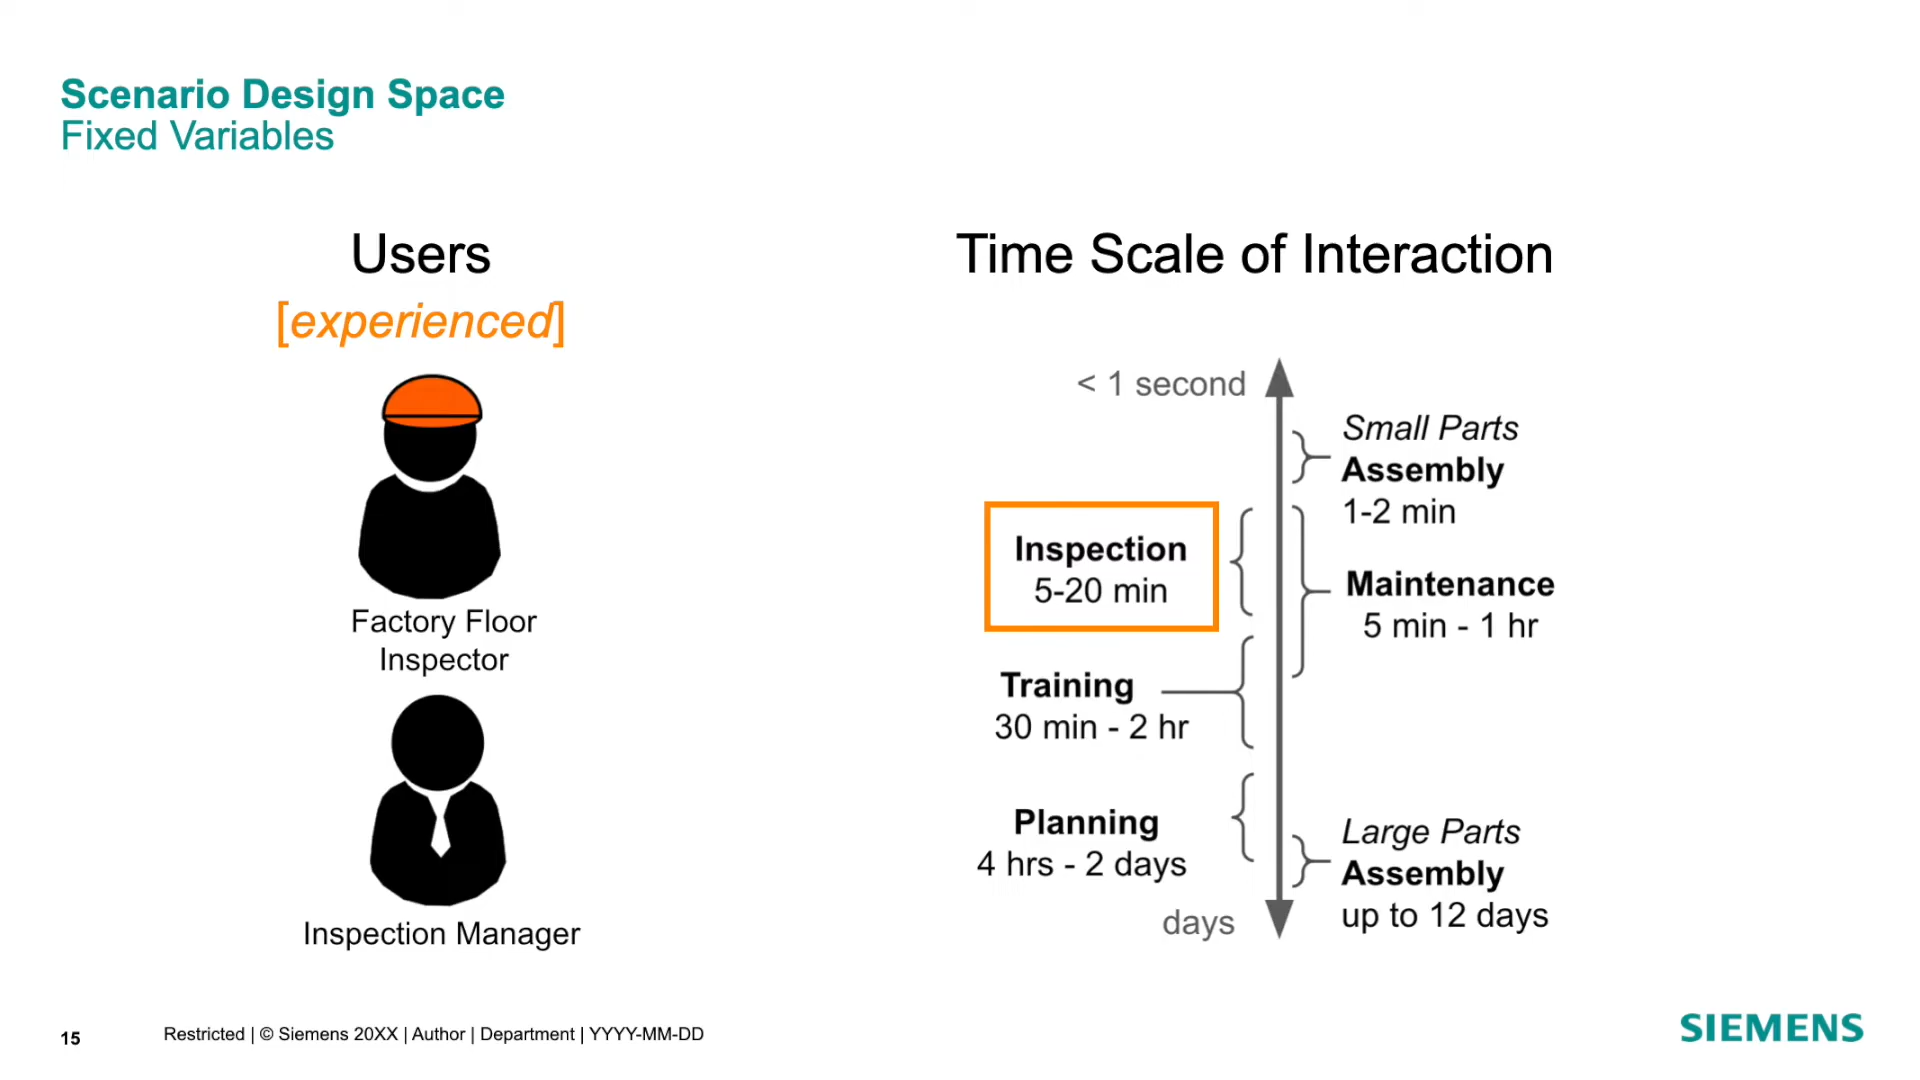 Scenario Design Space
Fixed Variables
Users
[experienced]
Factory Floor
Inspector
Inspection Manager
Time Scale of Interaction
< 1 second
Small Parts
Assembly
1-2 min
Inspection
5-20 min
Maintenance
5 min - 1 hr
Training
30 min - 2 hr
Planning
4 hrs - 2 days
Large Parts
Assembly
up to 12 days
days
15
Restricted | © Siemens 20XX | Author | Department | YYYY-MM-DD
SIEMENS